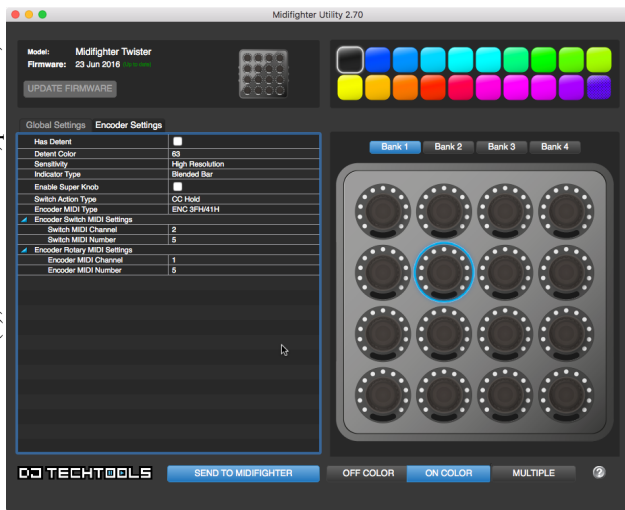 Midifighter Utility 2.70
Model: Midifighter Twister
Firmware: 23 Jun 2016
UPDATE FIRMWARE
Global Settings Encoder Settings
Has Detent
Detent Color 63
Sensitivity High Resolution
Indicator Type Blended Bar
Enable Super Knob
Switch Action Type CC Hold
Encoder MIDI Type ENC 3FH/41H
Encoder Switch MIDI Settings
Switch MIDI Channel 2
Switch MIDI Number 5
Encoder Rotary MIDI Settings
Encoder MIDI Channel 1
Encoder MIDI Number 5
Bank 1 Bank 2 Bank 3 Bank 4
DJ TECHTOOLS SEND TO MIDIFIGHTER OFF COLOR ON COLOR MULTIPLE ?